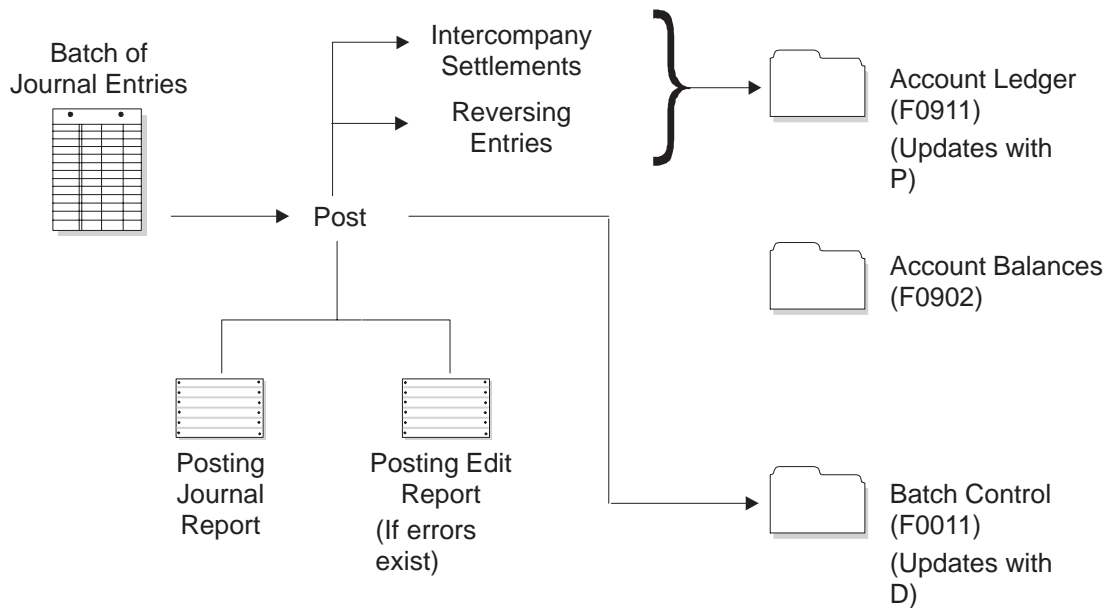 Batch of
Journal Entries
Intercompany
Settlements
Reversing
Entries
Account Ledger
(F0911)
(Updates with
P)
Post
Account Balances
(F0902)
Posting
Journal
Report
Posting Edit
Report
(If errors
exist)
Batch Control
(F0011)
(Updates with
D)